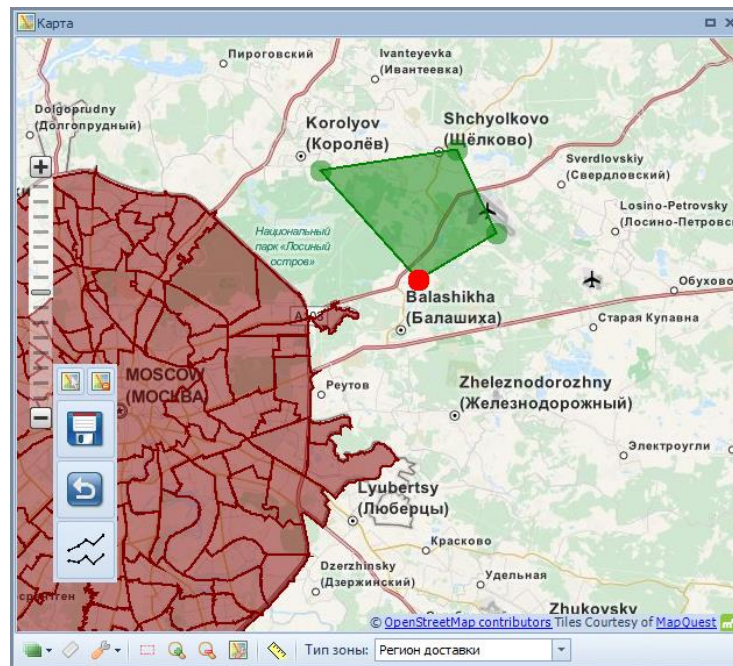 Карта
Пироговский
Ivanteyevka
(Ивантеевка)
Dolgoprudny
(Долгопрудный)
Korolyov
(Королёв)
Shchyolkovo
(Щёлково)
Sverdlovskiy
(Свердловский)
Losino-Petrovsky
(Лосино-Петровс
Национальный
парк «Лосиный
остров»
Обухово
A103
Balashikha
(Балашиха)
Старая Купавна
MOSCOW
(МОСКВА)
Реутов
Zheleznodorozhny
(Железнодорожный)
Электроугли
Lyubertsy
(Люберцы)
Красково
Dzerzhinsky
(Дзержинский)
Удельная
Zhukovsky
© OpenStreetMap contributors Tiles Courtesy of MapQuest
Тип зоны: Регион доставки